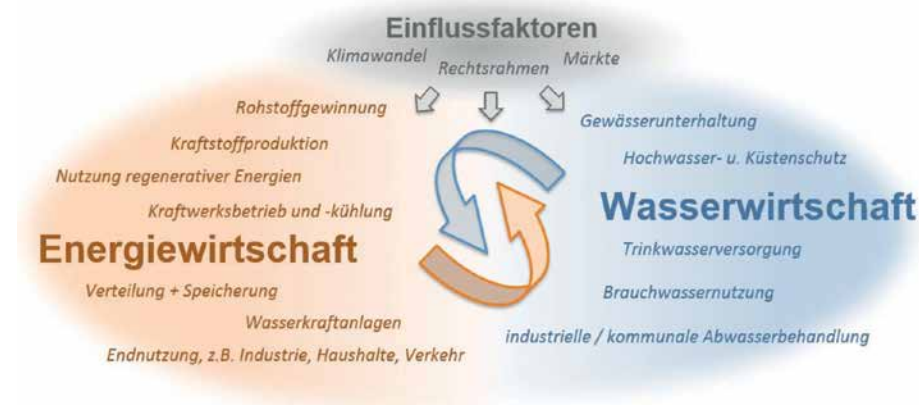 Einflussfaktoren
Klimawandel
Rechtsrahmen
Märkte
Rohstoffgewinnung
Kraftstoffproduktion
Nutzung regenerativer Energien
Kraftwerksbetrieb und -kühlung
Energiewirtschaft
Verteilung + Speicherung
Wasserkraftanlagen
Endnutzung, z.B. Industrie, Haushalte, Verkehr
Gewässerunterhaltung
Hochwasser- u. Küstenschutz
Wasserwirtschaft
Trinkwasserversorgung
Brauchwassernutzung
industrielle / kommunale Abwasserbehandlung